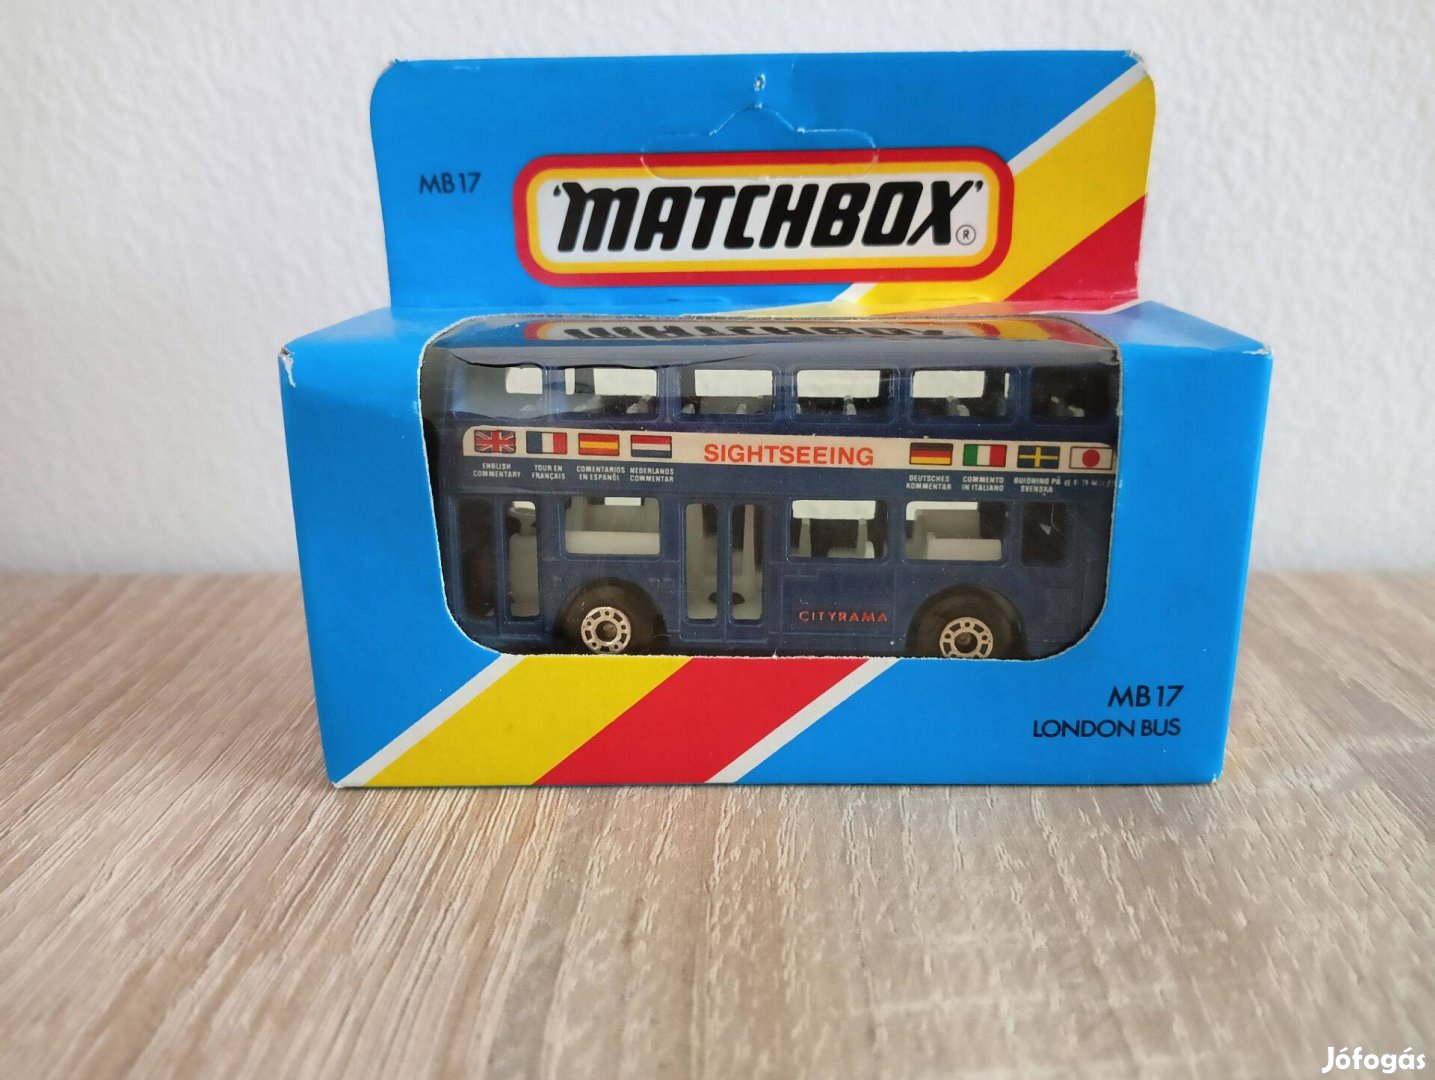 MB17
'MATCHBOX'®
MATCHBOX
SIGHTSEEING
ENGLISH COMMENTARY
TOUR EN FRANÇAIS
COMENTARIOS EN ESPAÑOL
NEDERLANDS COMMENTAR
DEUTSCHES KOMMENTAR
COMMENTO IN ITALIANO
GUIDNING PÅ SVENSKA
CITYRAMA
MB17
LONDON BUS
Jófogás